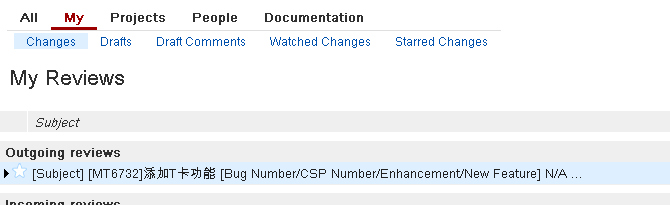 All My Projects People Documentation
Changes Drafts Draft Comments Watched Changes Starred Changes
My Reviews
Subject
Outgoing reviews
[Subject] [MT6732]添加T卡功能 [Bug Number/CSP Number/Enhancement/New Feature] N/A ...
Incoming reviews